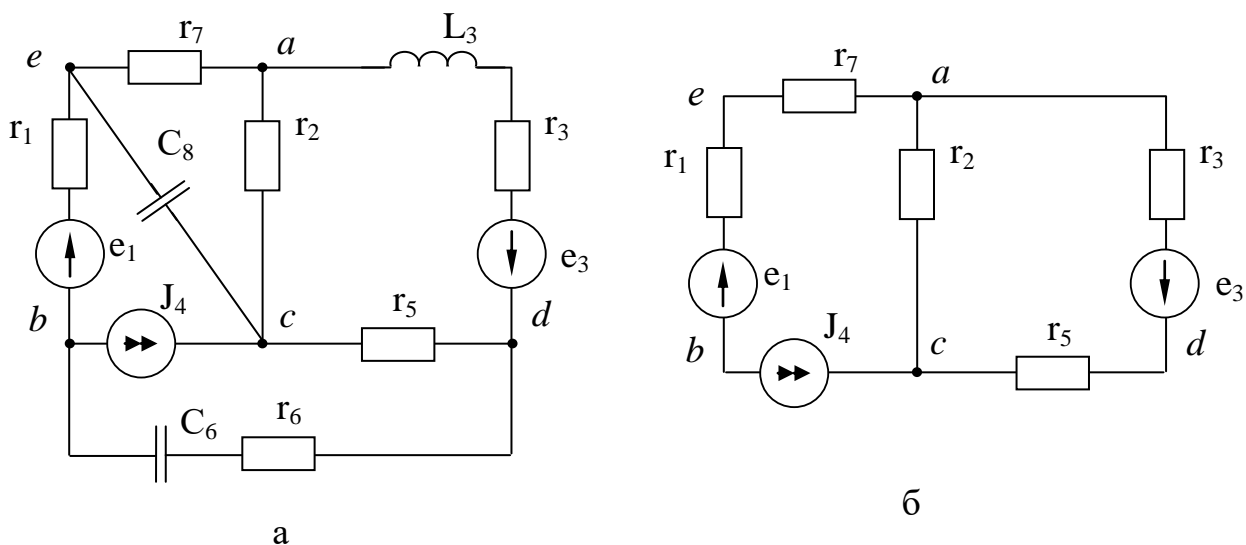 r₇ a L₃
e
r₁ C₈ r₂ r₃
e₁ e₃
J₄
b c r₅ d
C₆ r₆
а
r₇ a
e
r₁ r₂ r₃
e₁ e₃
J₄
b c r₅ d
б